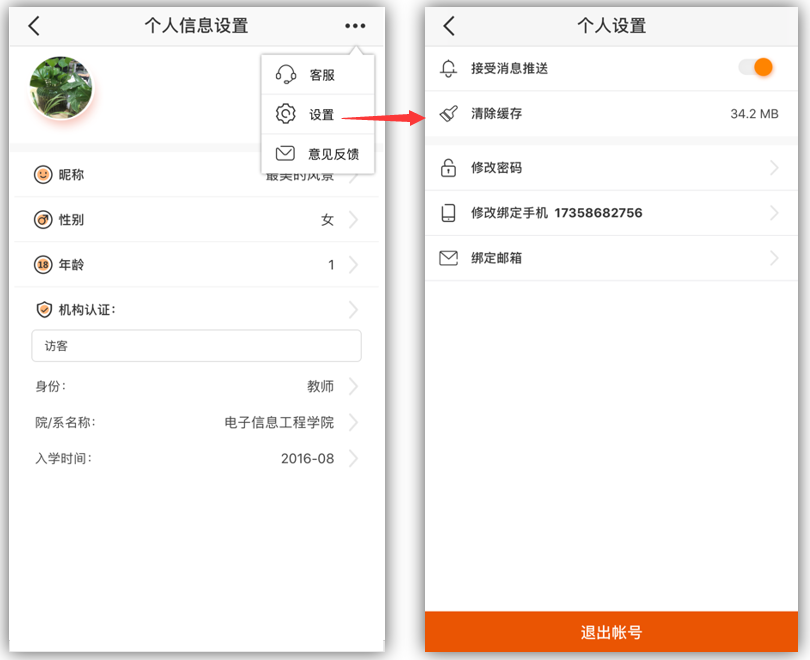 个人信息设置
客服
设置
意见反馈
昵称
最美的风景
性别
女
18
年龄
1
机构认证:
访客
身份:
教师
院/系名称:
电子信息工程学院
入学时间:
2016-08
个人设置
接受消息推送
清除缓存
34.2 MB
修改密码
修改绑定手机 17358682756
绑定邮箱
退出帐号